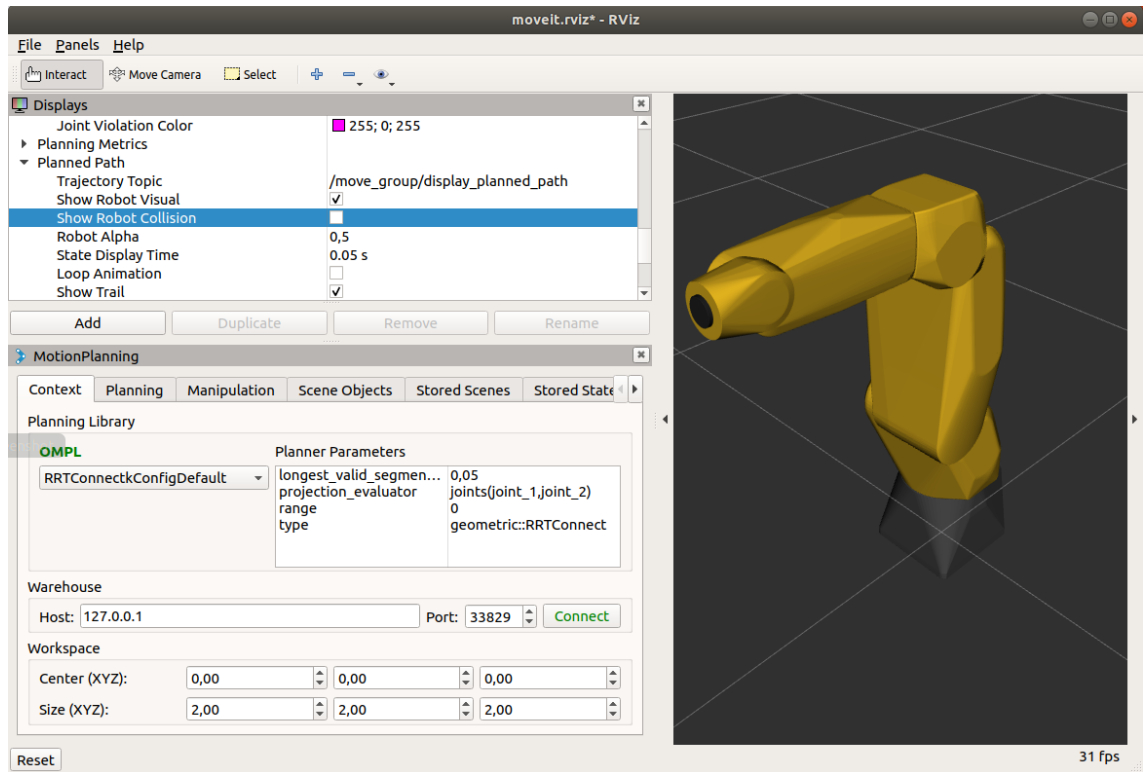 moveit.rviz* - RViz
File Panels Help
Interact Move Camera Select
Displays
Joint Violation Color 255; 0; 255
Planning Metrics
Planned Path
Trajectory Topic /move_group/display_planned_path
Show Robot Visual
Show Robot Collision
Robot Alpha 0,5
State Display Time 0.05 s
Loop Animation
Show Trail
Add Duplicate Remove Rename
MotionPlanning
Context Planning Manipulation Scene Objects Stored Scenes Stored State
Planning Library
OMPL Planner Parameters
RRTConnectkConfigDefault
longest_valid_segmen... 0,05
projection_evaluator joints(joint_1,joint_2)
range 0
type geometric::RRTConnect
Warehouse
Host: 127.0.0.1 Port: 33829 Connect
Workspace
Center (XYZ): 0,00 0,00 0,00
Size (XYZ): 2,00 2,00 2,00
Reset 31 fps